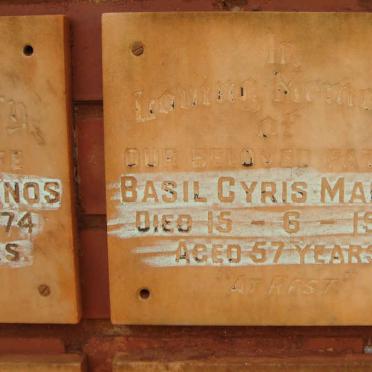 In
Loving Memo
of
OUR BELOVED
BASIL CYRIS MA
DIED 15 - 6 - 19
AGED 57 YEARS
"AT REST"
NOS
74
S